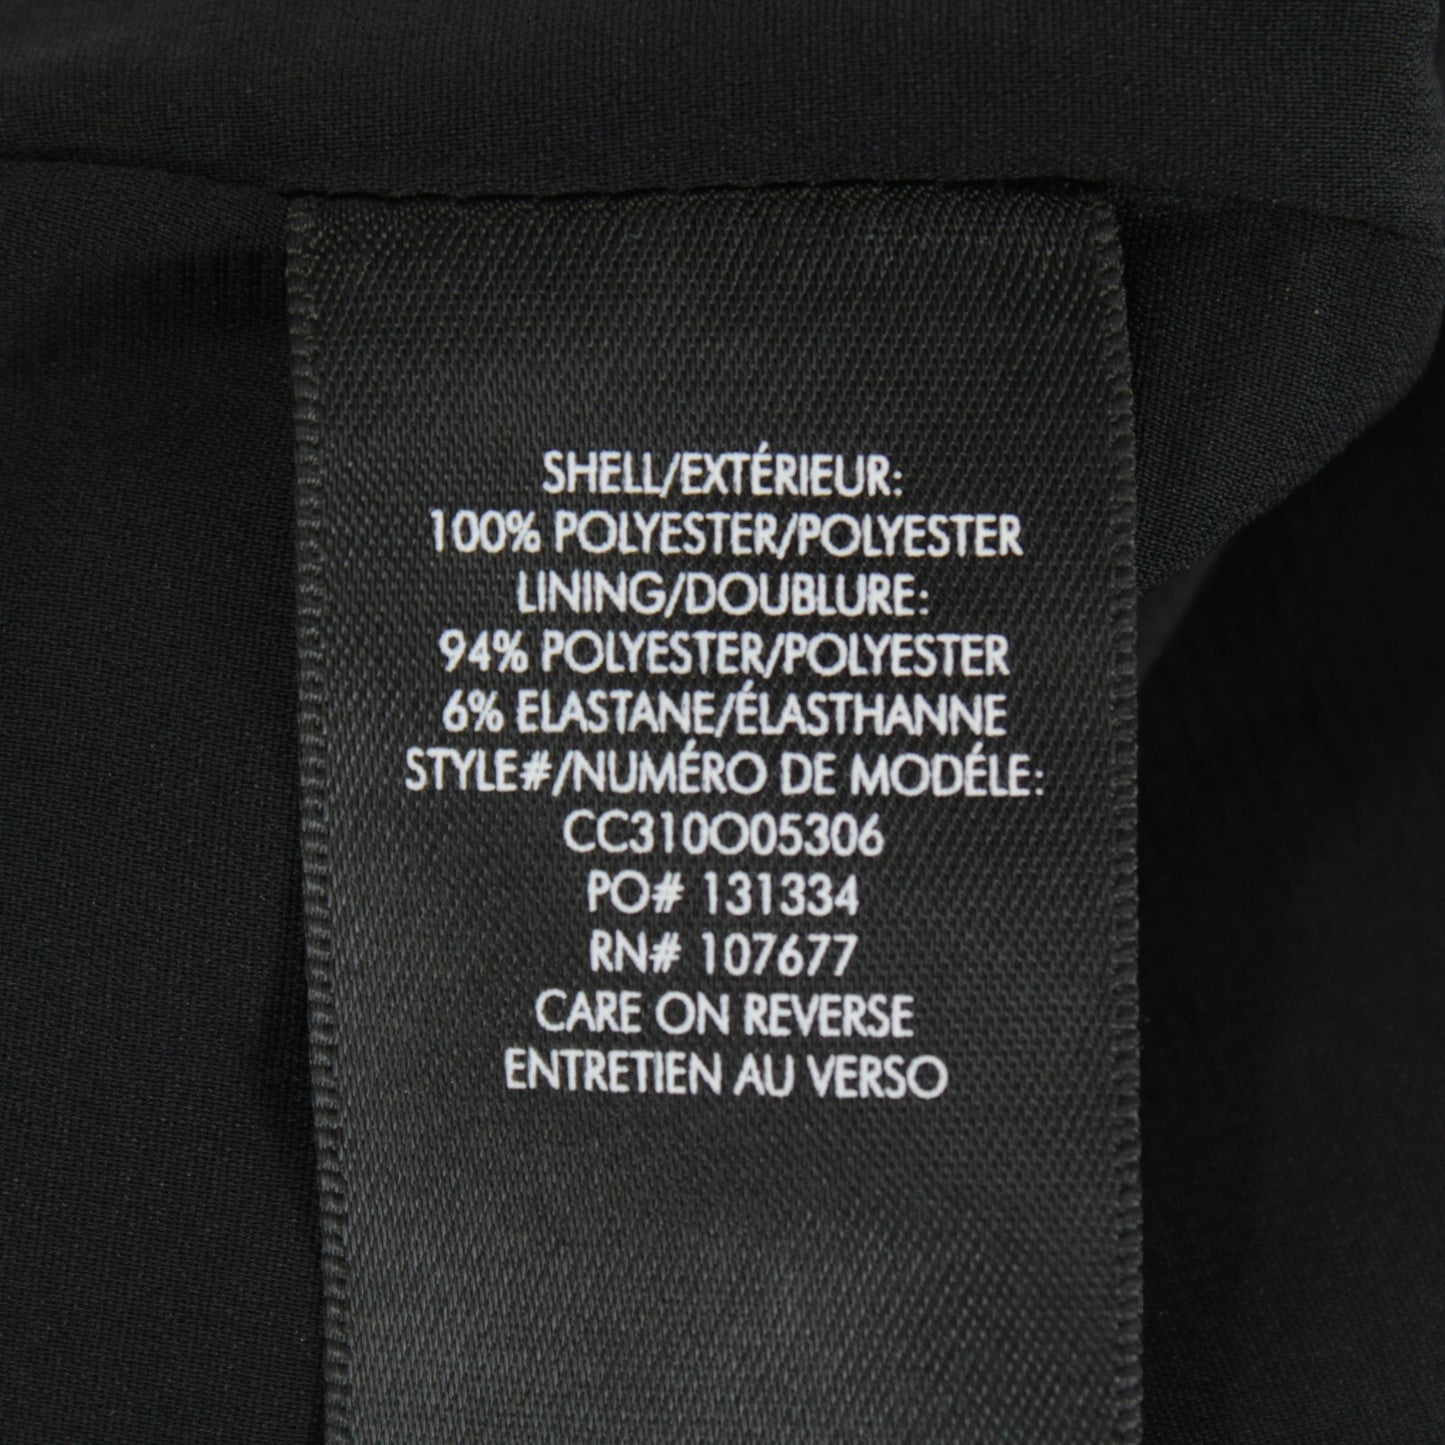 SHELL/EXTÉRIEUR:
100% POLYESTER/POLYESTER
LINING/DOUBLURE:
94% POLYESTER/POLYESTER
6% ELASTANE/ÉLASTHANNE
STYLE#/NUMÉRO DE MODÉLE:
CC310O05306
PO# 131334
RN# 107677
CARE ON REVERSE
ENTRETIEN AU VERSO